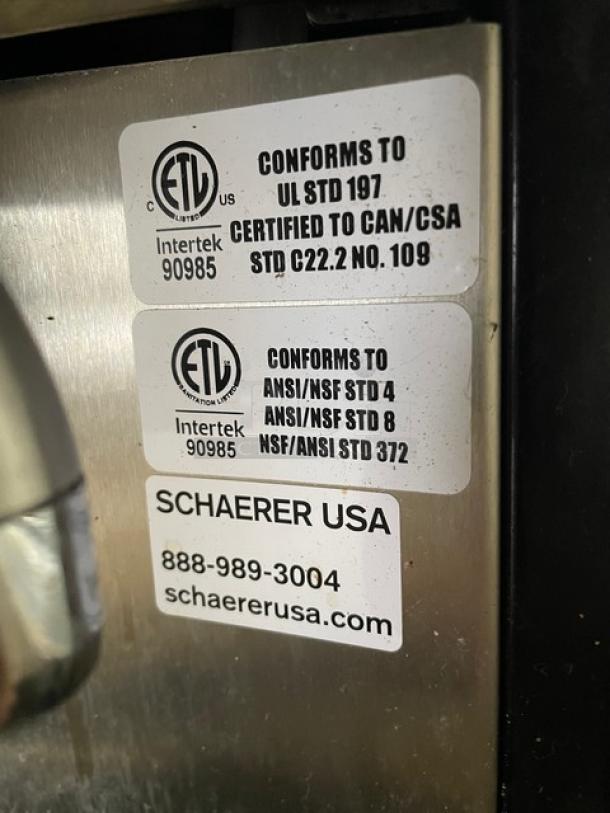 ETL
C US
LISTED
Intertek
90985
CONFORMS TO
UL STD 197
CERTIFIED TO CAN/CSA
STD C22.2 NO. 109
ETL
SANITATION LISTED
Intertek
90985
CONFORMS TO
ANSI/NSF STD 4
ANSI/NSF STD 8
NSF/ANSI STD 372
SCHAERER USA
888-989-3004
schaererusa.com